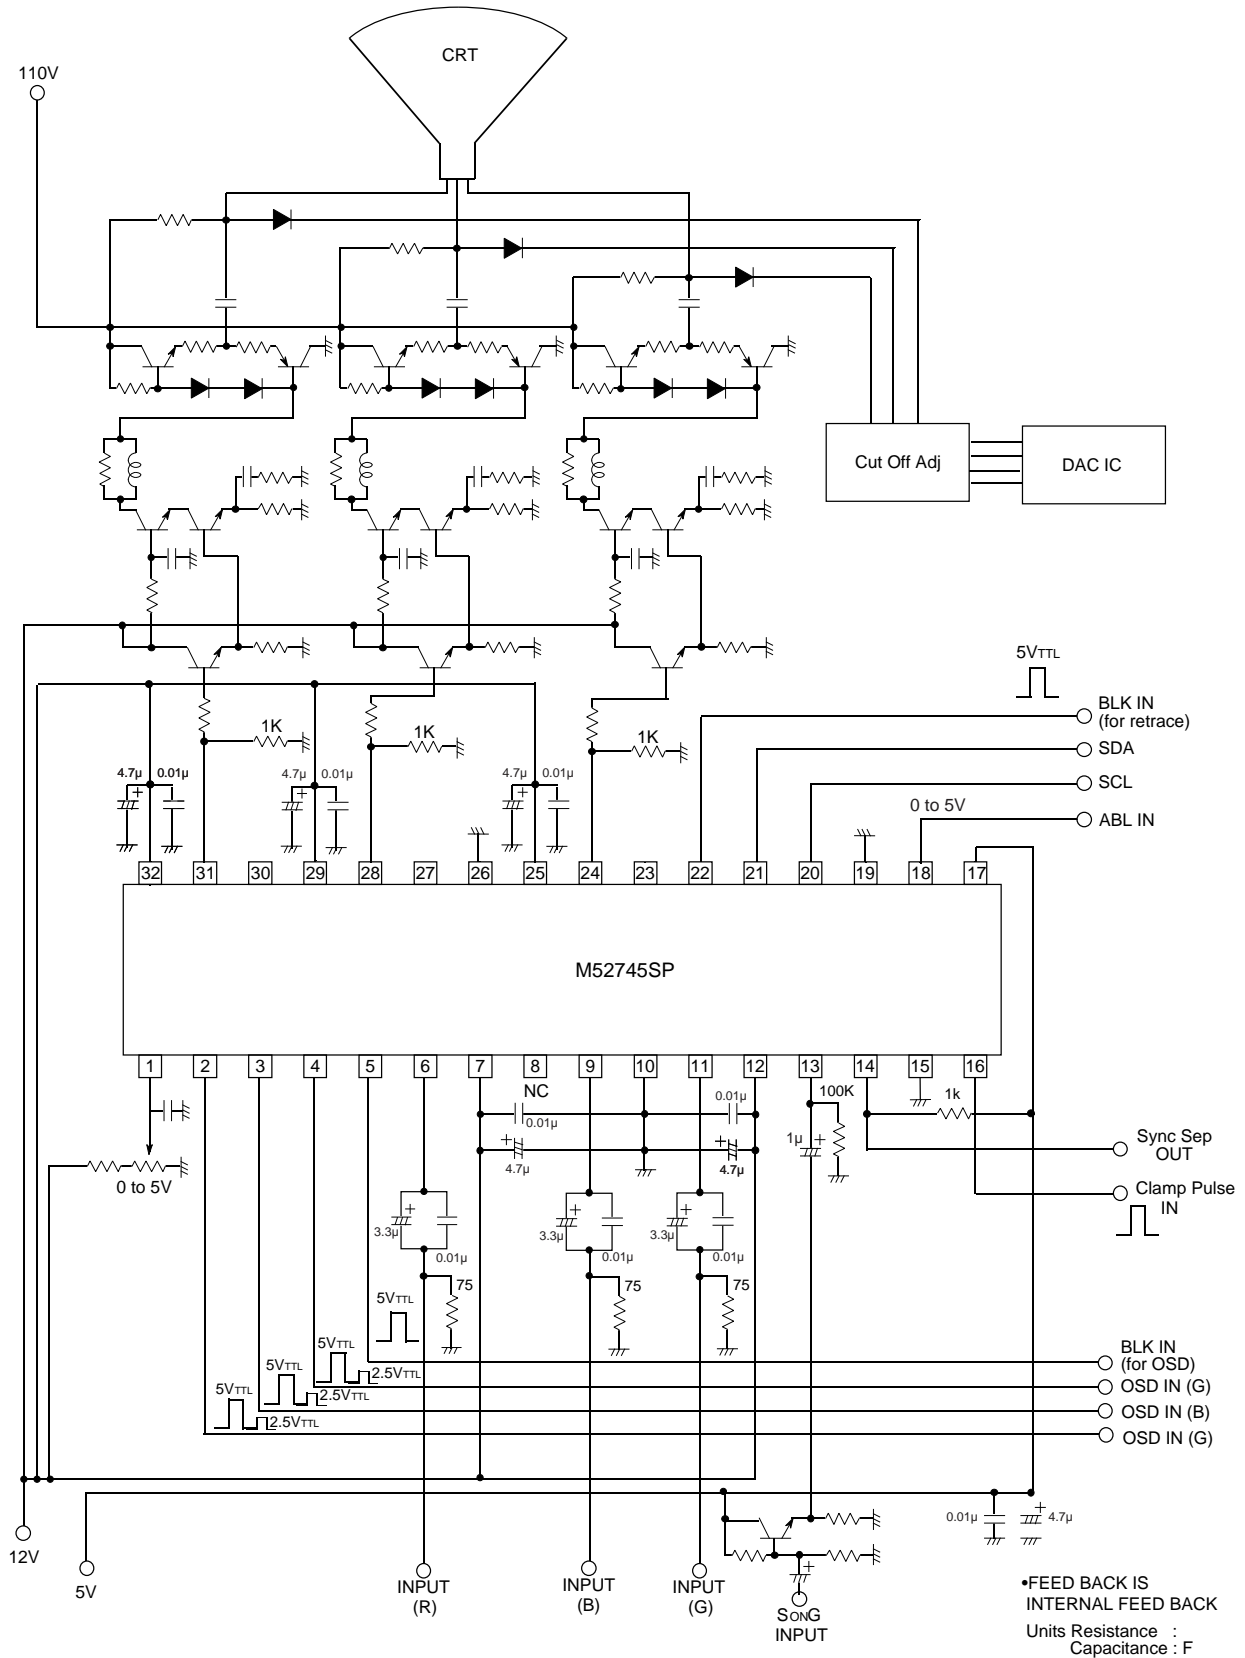 CRT
110V
Cut Off Adj
DAC IC
5VTTL
BLK IN
(for retrace)
1K
1K
1K
SDA
4.7µ
0.01µ
4.7µ
0.01µ
4.7µ
0.01µ
SCL
0 to 5V
ABL IN
32
31
30
29
28
27
26
25
24
23
22
21
20
19
18
17
M52745SP
1
2
3
4
5
6
7
8
9
10
11
12
13
14
15
16
NC
100K
1k
0.01µ
0.01µ
1µ
Sync Sep
OUT
4.7µ
4.7µ
0 to 5V
Clamp Pulse
IN
3.3µ
0.01µ
3.3µ
0.01µ
3.3µ
0.01µ
75
75
75
5VTTL
5VTTL
2.5VTTL
BLK IN
(for OSD)
5VTTL
2.5VTTL
OSD IN (G)
5VTTL
2.5VTTL
OSD IN (B)
OSD IN (G)
0.01µ
4.7µ
12V
5V
INPUT
(R)
INPUT
(B)
INPUT
(G)
SONG
INPUT
•FEED BACK IS
INTERNAL FEED BACK
Units Resistance :
Capacitance : F